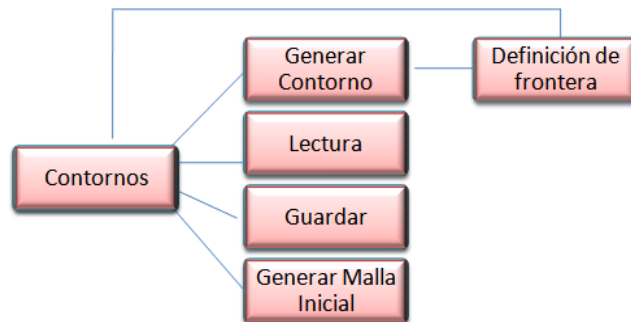 Generar
Contorno
Definición de
frontera
Lectura
Contornos
Guardar
Generar Malla
Inicial